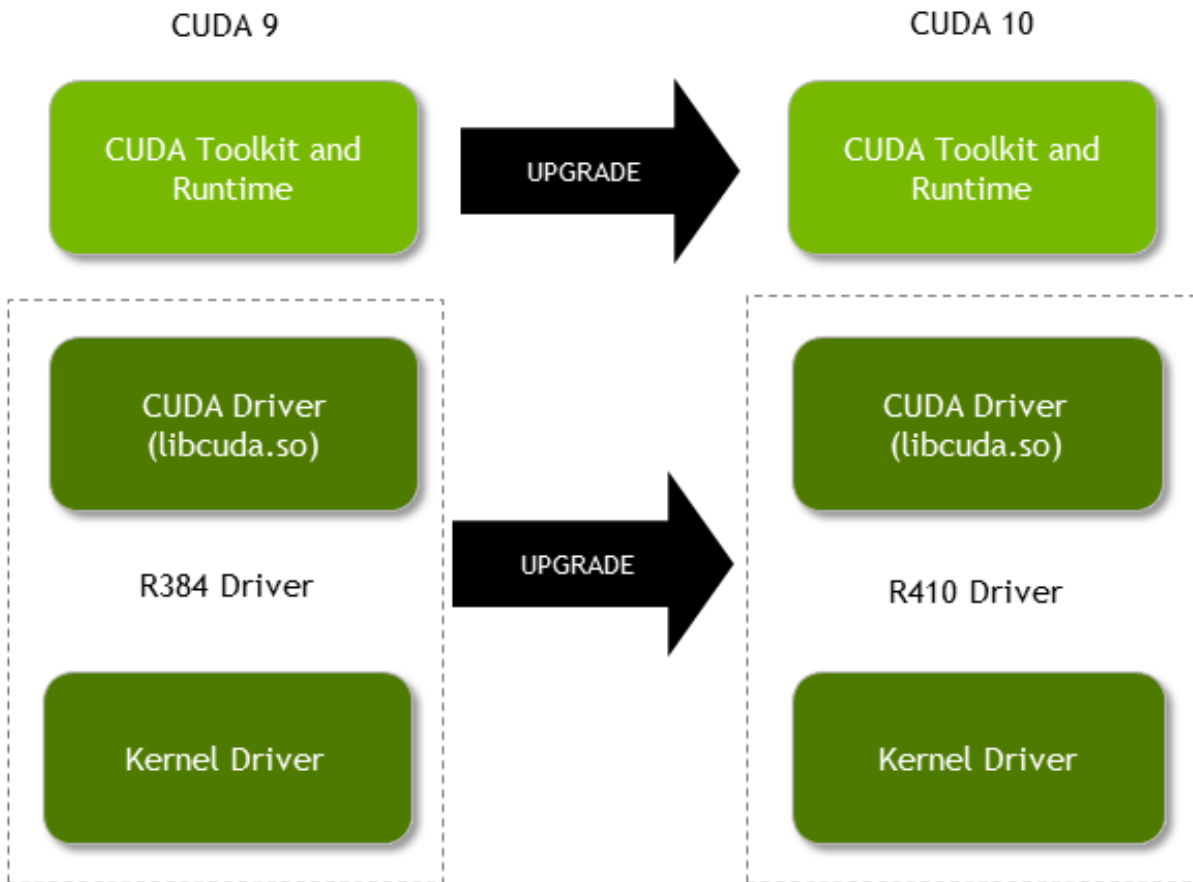 CUDA 9
CUDA 10
CUDA Toolkit and
Runtime
UPGRADE
CUDA Toolkit and
Runtime
CUDA Driver
(libcuda.so)
CUDA Driver
(libcuda.so)
UPGRADE
R384 Driver
R410 Driver
Kernel Driver
Kernel Driver